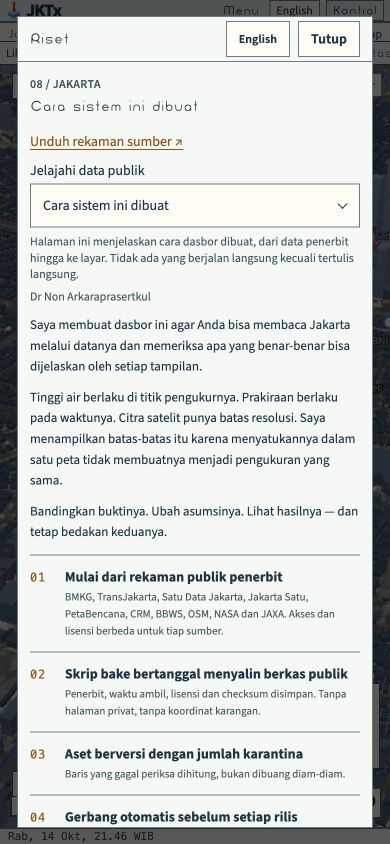 JKTx
Menu
English
Kontrol
Riset
English
Tutup
08 / JAKARTA
Cara sistem ini dibuat
Unduh rekaman sumber ↗
Jelajahi data publik
Cara sistem ini dibuat
Halaman ini menjelaskan cara dasbor dibuat, dari data penerbit
hingga ke layar. Tidak ada yang berjalan langsung kecuali tertulis
langsung.
Dr Non Arkaraprasertkul
Saya membuat dasbor ini agar Anda bisa membaca Jakarta
melalui datanya dan memeriksa apa yang benar-benar bisa
dijelaskan oleh setiap tampilan.
Tinggi air berlaku di titik pengukurnya. Prakiraan berlaku
pada waktunya. Citra satelit punya batas resolusi. Saya
menampilkan batas-batas itu karena menyatukannya dalam
satu peta tidak membuatnya menjadi pengukuran yang
sama.
Bandingkan buktinya. Ubah asumsinya. Lihat hasilnya — dan
tetap bedakan keduanya.
01
Mulai dari rekaman publik penerbit
BMKG, TransJakarta, Satu Data Jakarta, Jakarta Satu,
PetaBencana, CRM, BBWS, OSM, NASA dan JAXA. Akses dan
lisensi berbeda untuk tiap sumber.
02
Skrip bake bertanggal menyalin berkas publik
Penerbit, waktu ambil, lisensi dan checksum disimpan. Tanpa
halaman privat, tanpa koordinat karangan.
03
Aset berversi dengan jumlah karantina
Baris yang gagal periksa dihitung, bukan dibuang diam-diam.
04
Gerbang otomatis sebelum setiap rilis
Rab, 14 Okt, 21.46 WIB